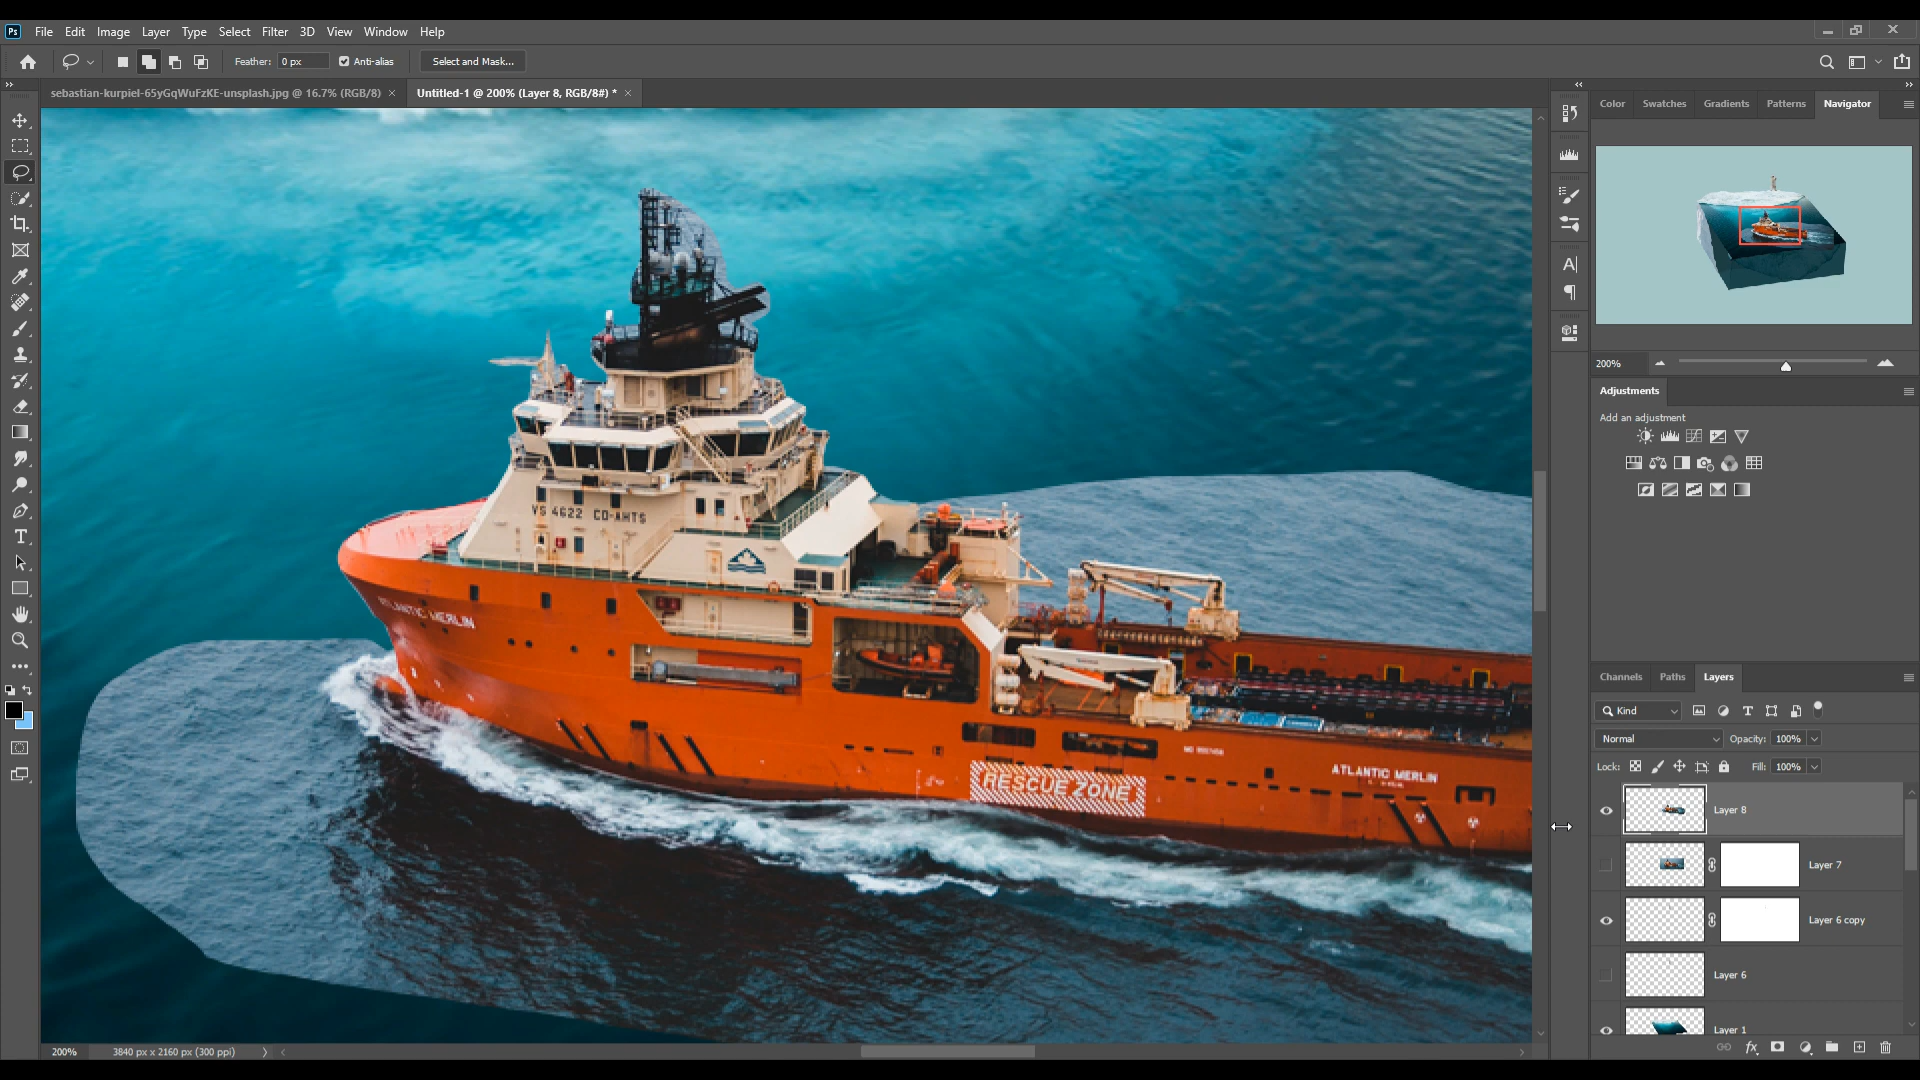 Ps File Edit Image Layer Type Select Filter 3D View Window Help
Feather: 0 px Anti-alias Select and Mask...
sebastian-kurpiel-65yGqWuFzKE-unsplash.jpg @ 16.7% (RGB/8) × Untitled-1 @ 200% (Layer 8, RGB/8#) * ×
Color Swatches Gradients Patterns Navigator
200%
Adjustments
Add an adjustment
VS 4622 CD-AHTS
ATLANTIC MERLIN
ATLANTIC MERLIN
RESCUE ZONE
Channels Paths Layers
Kind
Normal Opacity: 100%
Lock: Fill: 100%
Layer 8
Layer 7
Layer 6 copy
Layer 6
Layer 1
200% 3840 px x 2160 px (300 ppi)